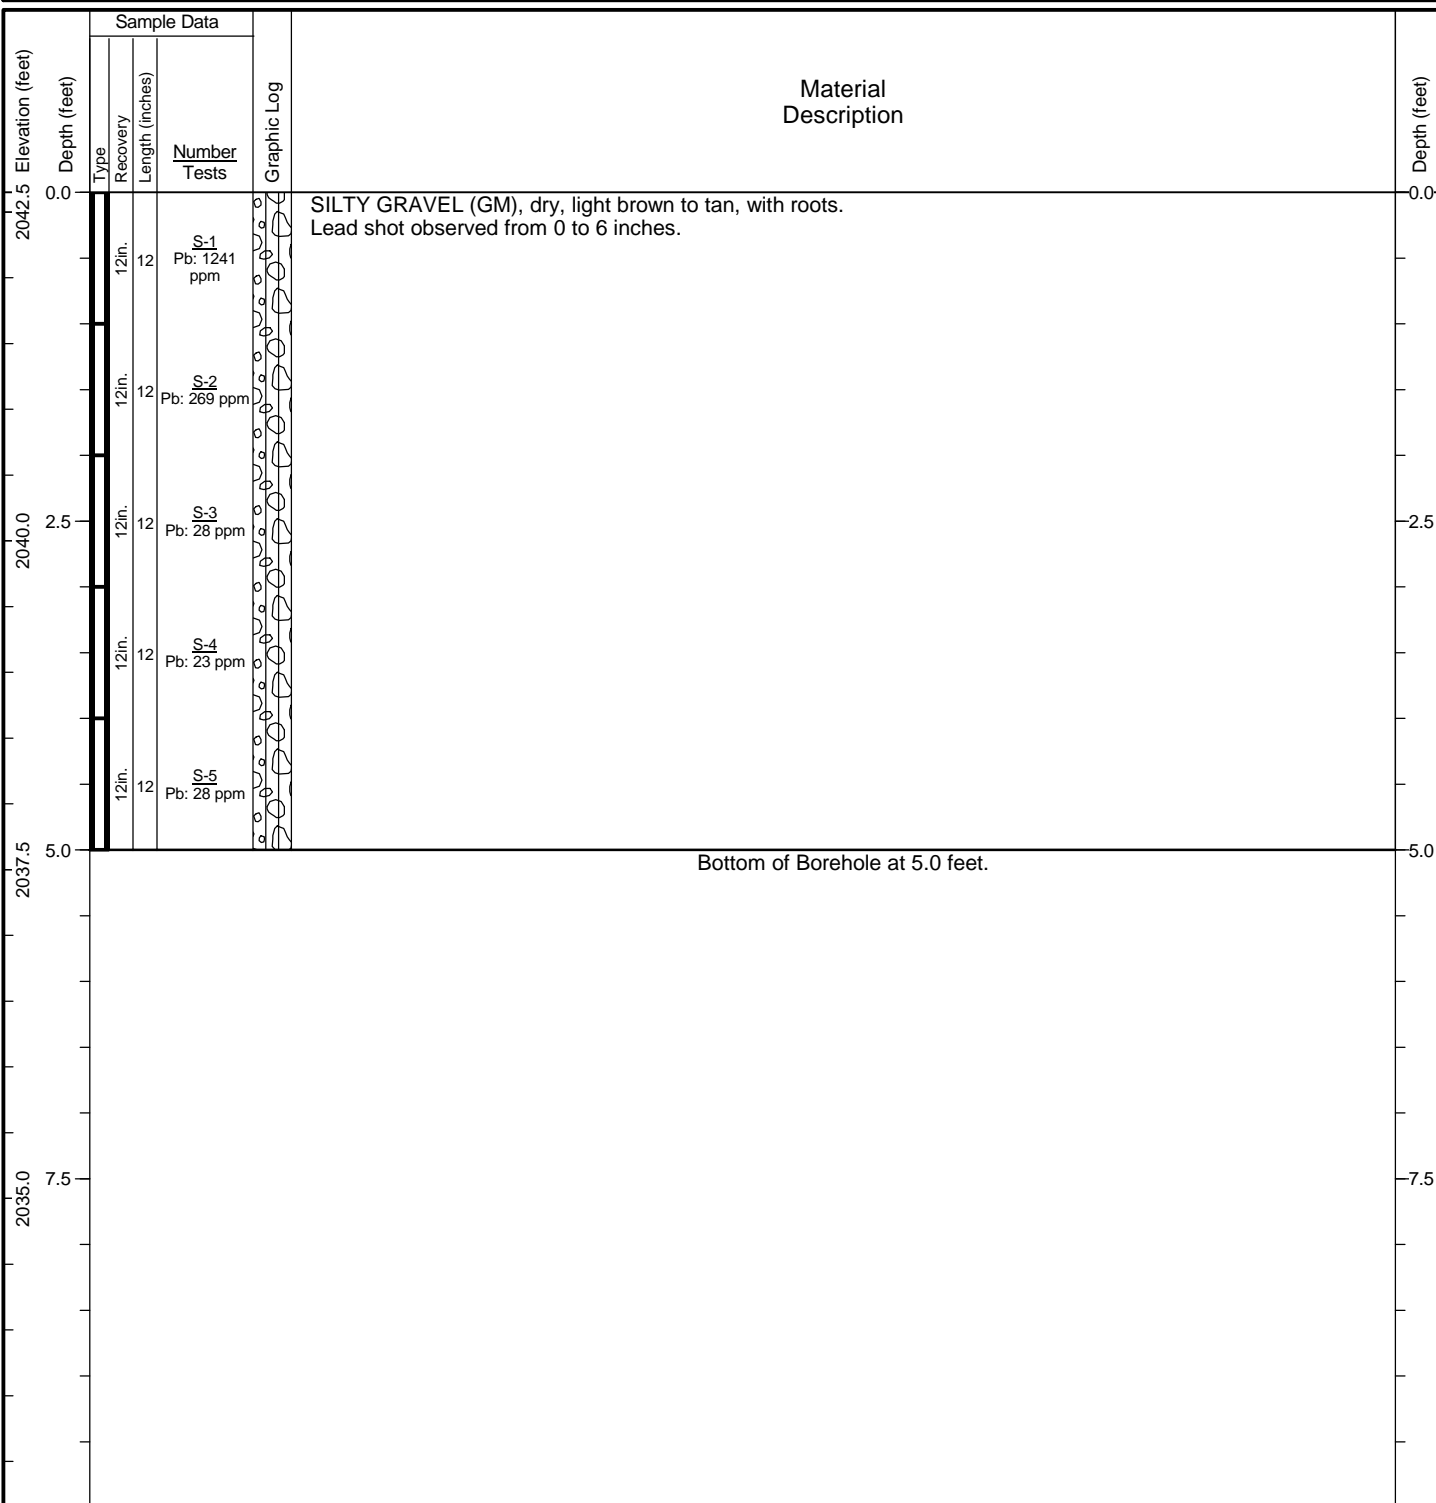 Sample Data
Elevation (feet)
Depth (feet)
Type
Recovery
Length (inches)
Number
Tests
Graphic Log
Material
Description
Depth (feet)
2042.5
0.0
0.0
SILTY GRAVEL (GM), dry, light brown to tan, with roots.
Lead shot observed from 0 to 6 inches.
12in.
12
S-1
Pb: 1241
ppm
12in.
12
S-2
Pb: 269 ppm
2040.0
2.5
12in.
12
S-3
Pb: 28 ppm
2.5
12in.
12
S-4
Pb: 23 ppm
12in.
12
S-5
Pb: 28 ppm
2037.5
5.0
5.0
Bottom of Borehole at 5.0 feet.
2035.0
7.5
7.5